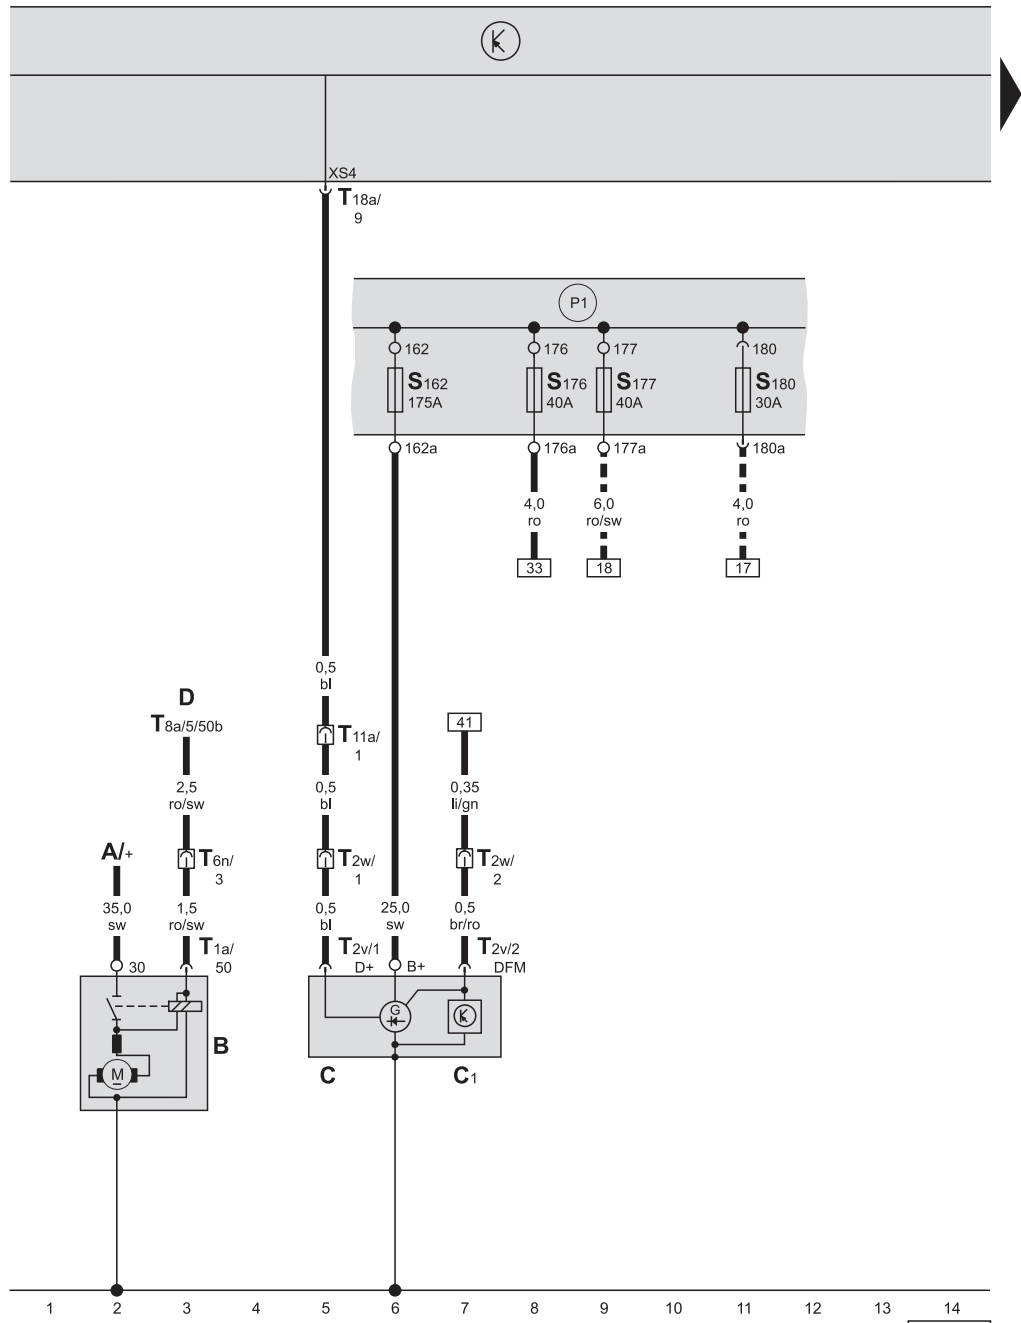 XS4
T18a/
9
P1
162 176 177 180
S162 S176 S177 S180
175A 40A 40A 30A
162a 176a 177a 180a
4,0 6,0 4,0
ro ro/sw ro
33 18 17
0,5
bl
D
T8a/5/50b
41
T11a/
1
2,5 0,5 0,35
ro/sw bl li/gn
A/+ T6n/ T2w/ T2w/
3 1 2
35,0 1,5 0,5 25,0 0,5
sw ro/sw bl sw br/ro
T1a/ T2v/1 T2v/2
30 50 D+ B+ DFM
G
B
M
C C1
1 2 3 4 5 6 7 8 9 10 11 12 13 14